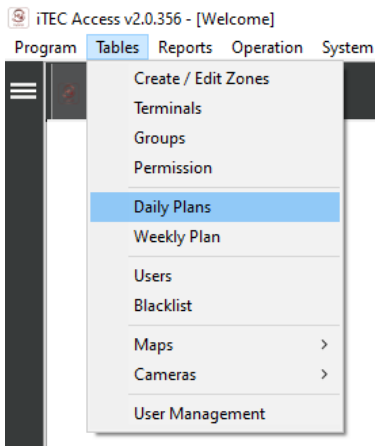 iTEC Access v2.0.356 - [Welcome]
Program Tables Reports Operation System
Create / Edit Zones
Terminals
Groups
Permission
Daily Plans
Weekly Plan
Users
Blacklist
Maps
Cameras
User Management